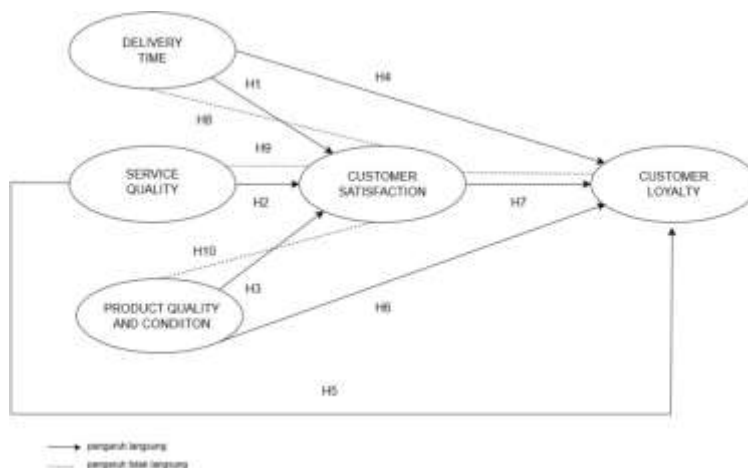 DELIVERY
TIME
H1
H4
H8
H9
SERVICE
QUALITY
H2
CUSTOMER
SATISFACTION
H7
CUSTOMER
LOYALTY
H10
H3
PRODUCT QUALITY
AND CONDIITON
H6
H5
pengaruh langsung
pengaruh tidak langsung